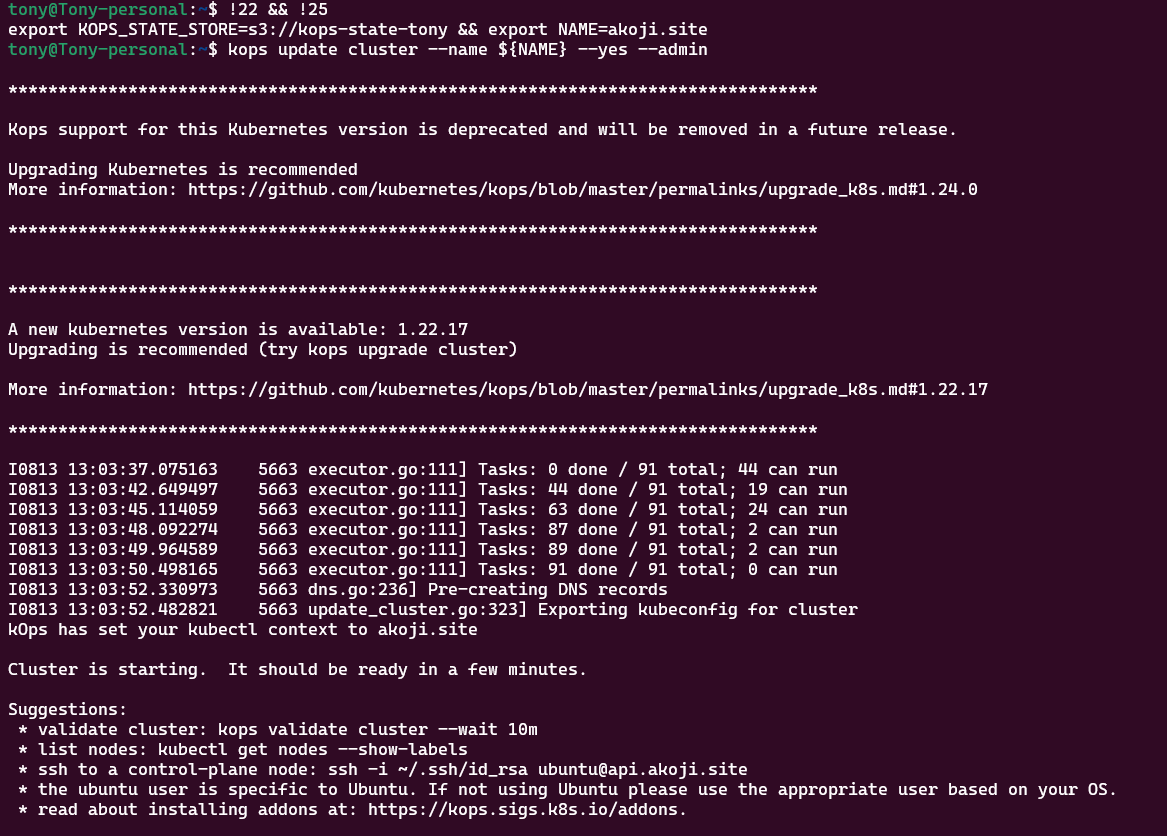 tony@Tony-personal:~$ !22 && !25
export KOPS_STATE_STORE=s3://kops-state-tony && export NAME=akoji.site
tony@Tony-personal:~$ kops update cluster --name ${NAME} --yes --admin
*********************************************************************************
Kops support for this Kubernetes version is deprecated and will be removed in a future release.
Upgrading Kubernetes is recommended
More information: https://github.com/kubernetes/kops/blob/master/permalinks/upgrade_k8s.md#1.24.0
*********************************************************************************
*********************************************************************************
A new kubernetes version is available: 1.22.17
Upgrading is recommended (try kops upgrade cluster)
More information: https://github.com/kubernetes/kops/blob/master/permalinks/upgrade_k8s.md#1.22.17
*********************************************************************************
I0813 13:03:37.075163    5663 executor.go:111] Tasks: 0 done / 91 total; 44 can run
I0813 13:03:42.649497    5663 executor.go:111] Tasks: 44 done / 91 total; 19 can run
I0813 13:03:45.114059    5663 executor.go:111] Tasks: 63 done / 91 total; 24 can run
I0813 13:03:48.092274    5663 executor.go:111] Tasks: 87 done / 91 total; 2 can run
I0813 13:03:49.964589    5663 executor.go:111] Tasks: 89 done / 91 total; 2 can run
I0813 13:03:50.498165    5663 executor.go:111] Tasks: 91 done / 91 total; 0 can run
I0813 13:03:52.330973    5663 dns.go:236] Pre-creating DNS records
I0813 13:03:52.482821    5663 update_cluster.go:323] Exporting kubeconfig for cluster
kOps has set your kubectl context to akoji.site
Cluster is starting.  It should be ready in a few minutes.
Suggestions:
 * validate cluster: kops validate cluster --wait 10m
 * list nodes: kubectl get nodes --show-labels
 * ssh to a control-plane node: ssh -i ~/.ssh/id_rsa ubuntu@api.akoji.site
 * the ubuntu user is specific to Ubuntu. If not using Ubuntu please use the appropriate user based on your OS.
 * read about installing addons at: https://kops.sigs.k8s.io/addons.